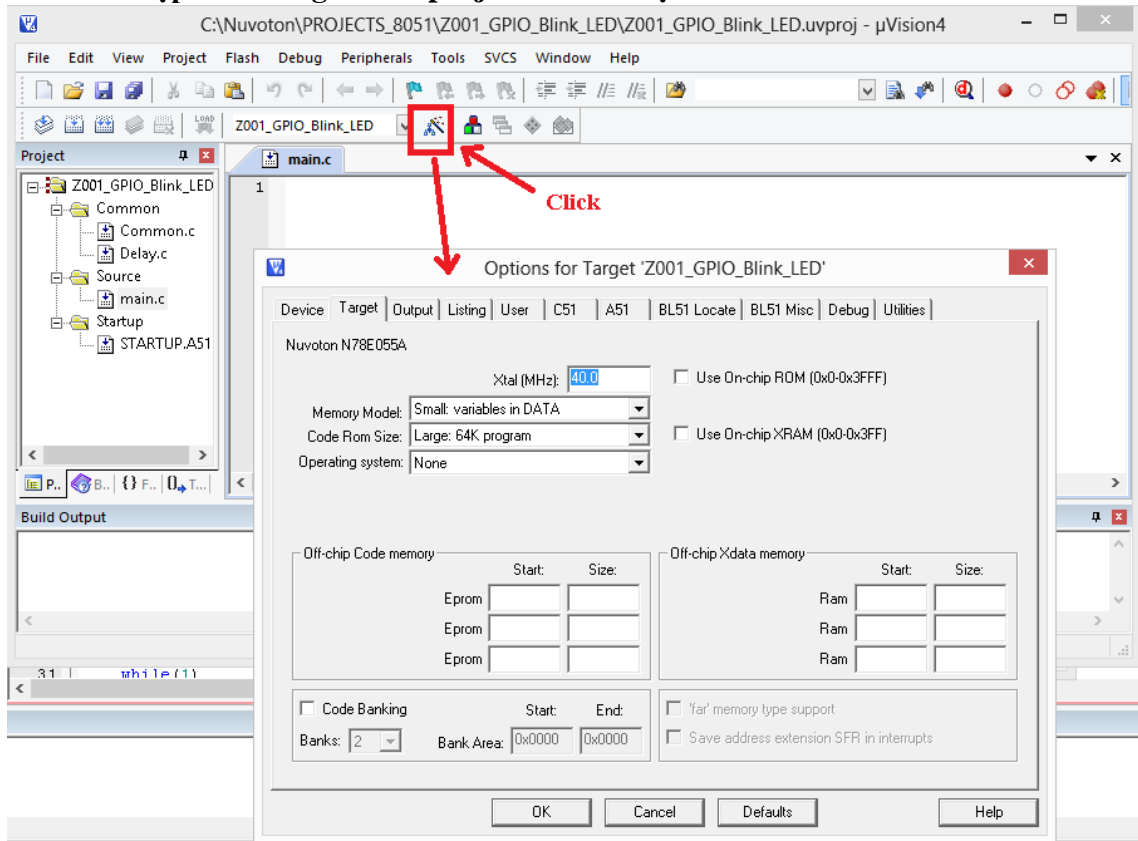 C:\Nuvoton\PROJECTS_8051\Z001_GPIO_Blink_LED\Z001_GPIO_Blink_LED.uvproj - µVision4
File Edit View Project Flash Debug Peripherals Tools SVCS Window Help
LOAD Z001_GPIO_Blink_LED
Project
main.c
Z001_GPIO_Blink_LED
1
Common
Common.c
Delay.c
Source
main.c
Startup
STARTUP.A51
Click
Options for Target 'Z001_GPIO_Blink_LED'
Device Target Output Listing User C51 A51 BL51 Locate BL51 Misc Debug Utilities
Nuvoton N78E055A
Xtal (MHz): 40.0 Use On-chip ROM (0x0-0x3FFF)
Memory Model: Small: variables in DATA
Code Rom Size: Large: 64K program Use On-chip XRAM (0x0-0x3FF)
Operating system: None
P.. B.. {} F.. 0 T...
Build Output
Off-chip Code memory
Start: Size:
Eprom
Eprom
Eprom
Off-chip Xdata memory
Start: Size:
Ram
Ram
Ram
31 while(1)
Code Banking Start: End:
Banks: 2 Bank Area: 0x0000 0x0000
'far' memory type support
Save address extension SFR in interrupts
OK Cancel Defaults Help